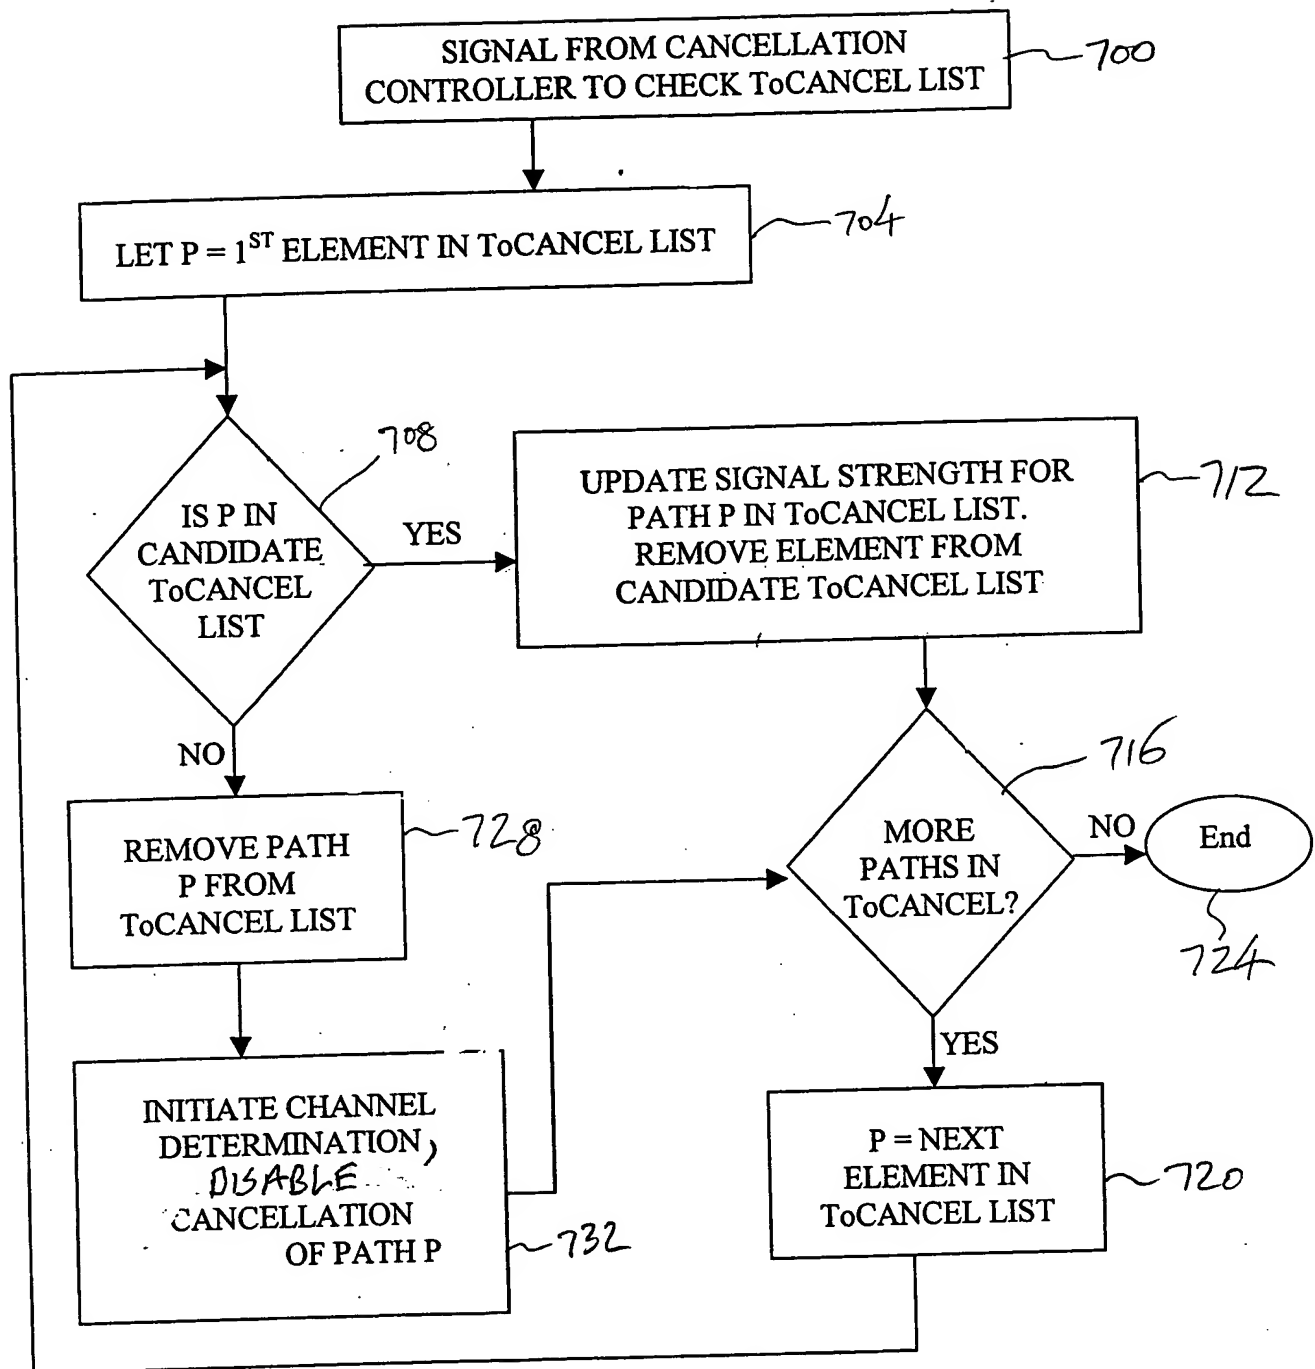 SIGNAL FROM CANCELLATION
CONTROLLER TO CHECK ToCANCEL LIST
700
LET P = 1ST ELEMENT IN ToCANCEL LIST
704
708
IS P IN
CANDIDATE
ToCANCEL
LIST
YES
UPDATE SIGNAL STRENGTH FOR
PATH P IN ToCANCEL LIST.
REMOVE ELEMENT FROM
CANDIDATE ToCANCEL LIST
712
NO
716
MORE
PATHS IN
ToCANCEL?
NO
End
724
REMOVE PATH
P FROM
ToCANCEL LIST
728
YES
INITIATE CHANNEL
DETERMINATION,
DISABLE
CANCELLATION
OF PATH P
732
P = NEXT
ELEMENT IN
ToCANCEL LIST
720